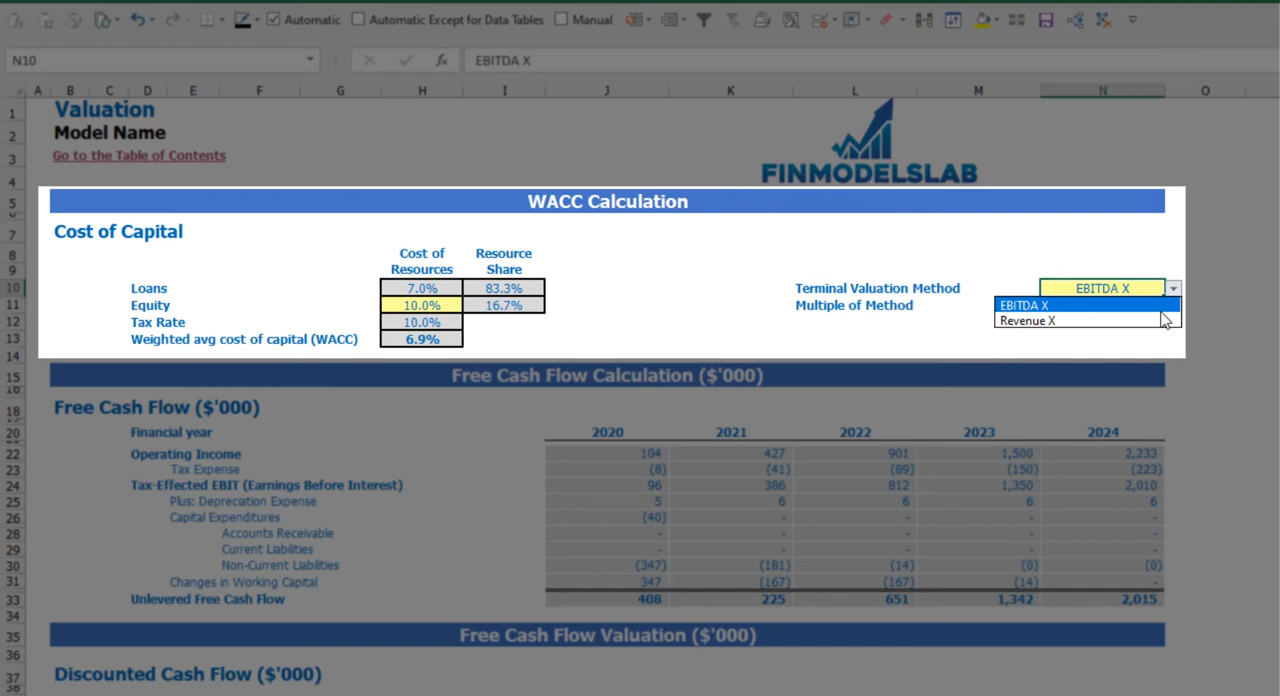 Automatic Automatic Except for Data Tables Manual
N10 fx EBITDA X
A B C D E F G H I J K L M N O
1 Valuation
2 Model Name
3 Go to the Table of Contents
FINMODELSLAB
4
5 WACC Calculation
7 Cost of Capital
8 Cost of Resource
9 Resources Share
10 Loans 7.0% 83.3% Terminal Valuation Method EBITDA X
11 Equity 10.0% 16.7% Multiple of Method EBITDA X
12 Tax Rate 10.0% Revenue X
13 Weighted avg cost of capital (WACC) 6.9%
14
15 Free Cash Flow Calculation ($'000)
16
18 Free Cash Flow ($'000)
20 Financial year 2020 2021 2022 2023 2024
22 Operating Income 104 427 901 1,500 2,233
23 Tax Expense (8) (41) (89) (150) (223)
24 Tax-Effected EBIT (Earnings Before Interest) 96 386 812 1,350 2,010
25 Plus: Depreciation Expense 5 6 6 6 6
26 Capital Expenditures (40) - - - -
28 Accounts Receivable - - - - -
29 Current Liabilities - - - - -
30 Non-Current Liabilities (347) (181) (14) (0) (0)
31 Changes in Working Capital 347 (167) (167) (14) -
33 Unlevered Free Cash Flow 408 225 651 1,342 2,015
34
35 Free Cash Flow Valuation ($'000)
36
37 Discounted Cash Flow ($'000)
38